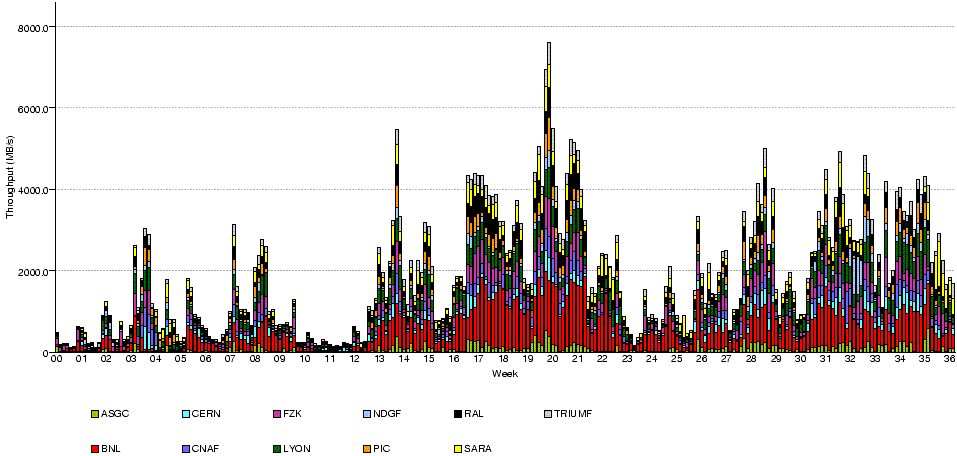 8000.0
6000.0
4000.0
2000.0
0
Throughput (MB/s)
00 01 02 03 04 05 06 07 08 09 10 11 12 13 14 15 16 17 18 19 20 21 22 23 24 25 26 27 28 29 30 31 32 33 34 35 36
Week
ASGC CERN FZK NDGF RAL TRIUMF
BNL CNAF LYON PIC SARA